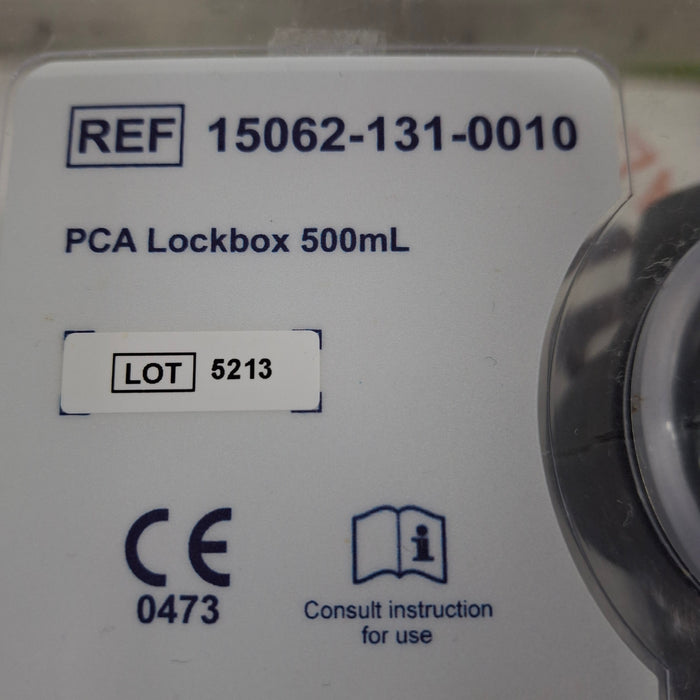 REF 15062-131-0010
PCA Lockbox 500mL
LOT 5213
CE
0473
i
Consult instruction
for use